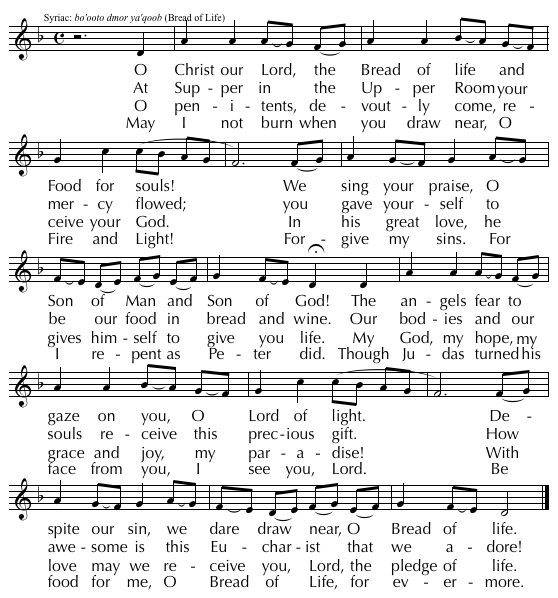 Syriac: bo'ooto dmor ya'qoob (Bread of Life)
O Christ our Lord, the Bread of life and
At Sup - per in the Up - per Room your
O pen - i - tents, de - vout - ly come, re -
May I not burn when you draw near, O
Food for souls! We sing your praise, O
mer - cy flowed; you gave your - self to
ceive your God. In his great love, he
Fire and Light! For - give my sins. For
Son of Man and Son of God! The an - gels fear to
be our food in bread and wine. Our bod - ies and our
gives him - self to give you life. My God, my hope, my
I re - pent as Pe - ter did. Though Ju - das turned his
gaze on you, O Lord of light. De -
souls re - ceive this prec - ious gift. How
grace and joy, my par - a - dise! With
face from you, I see you, Lord. Be
spite our sin, we dare draw near, O Bread of life.
awe - some is this Eu - char - ist that we a - dore!
love may we re - ceive you, Lord, the pledge of life.
food for me, O Bread of Life, for ev - er - more.